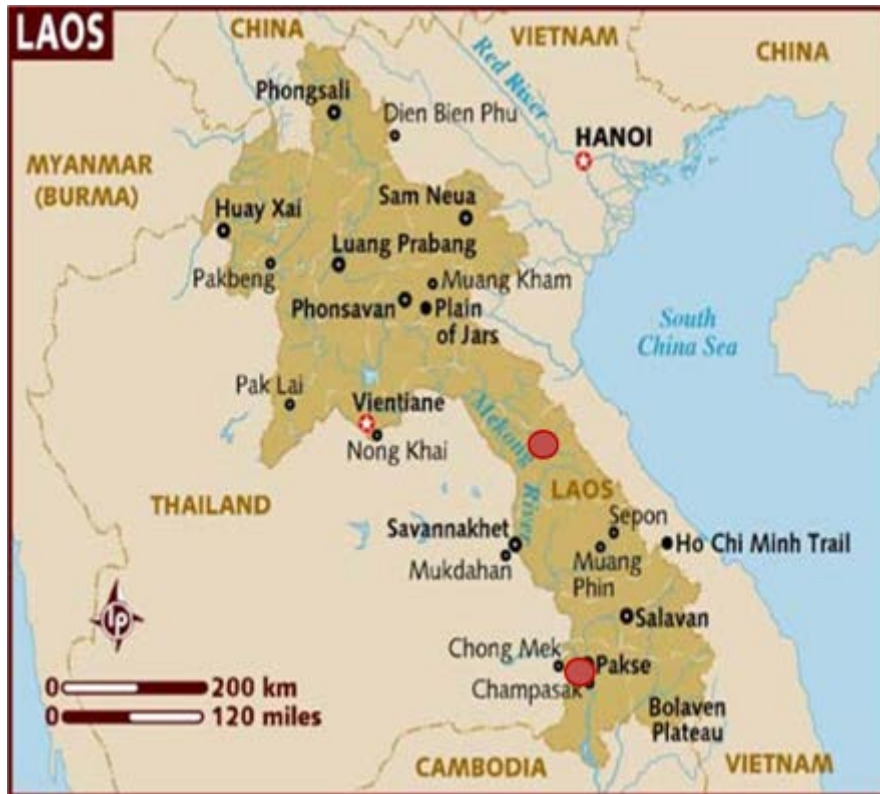 LAOS
CHINA
VIETNAM
CHINA
Red River
Phongsali
Dien Bien Phu
HANOI
MYANMAR
(BURMA)
Sam Neua
Huay Xai
Luang Prabang
Pakbeng
Muang Kham
Phonsavan
Plain
of Jars
South
China Sea
Pak Lai
Vientiane
Mekong River
Nong Khai
LAOS
THAILAND
Sepon
Savannakhet
Ho Chi Minh Trail
Mukdahan
Muang
Phin
lp
Salavan
Chong Mek
Pakse
0 200 km
Champasak
0 120 miles
Bolaven
Plateau
CAMBODIA
VIETNAM